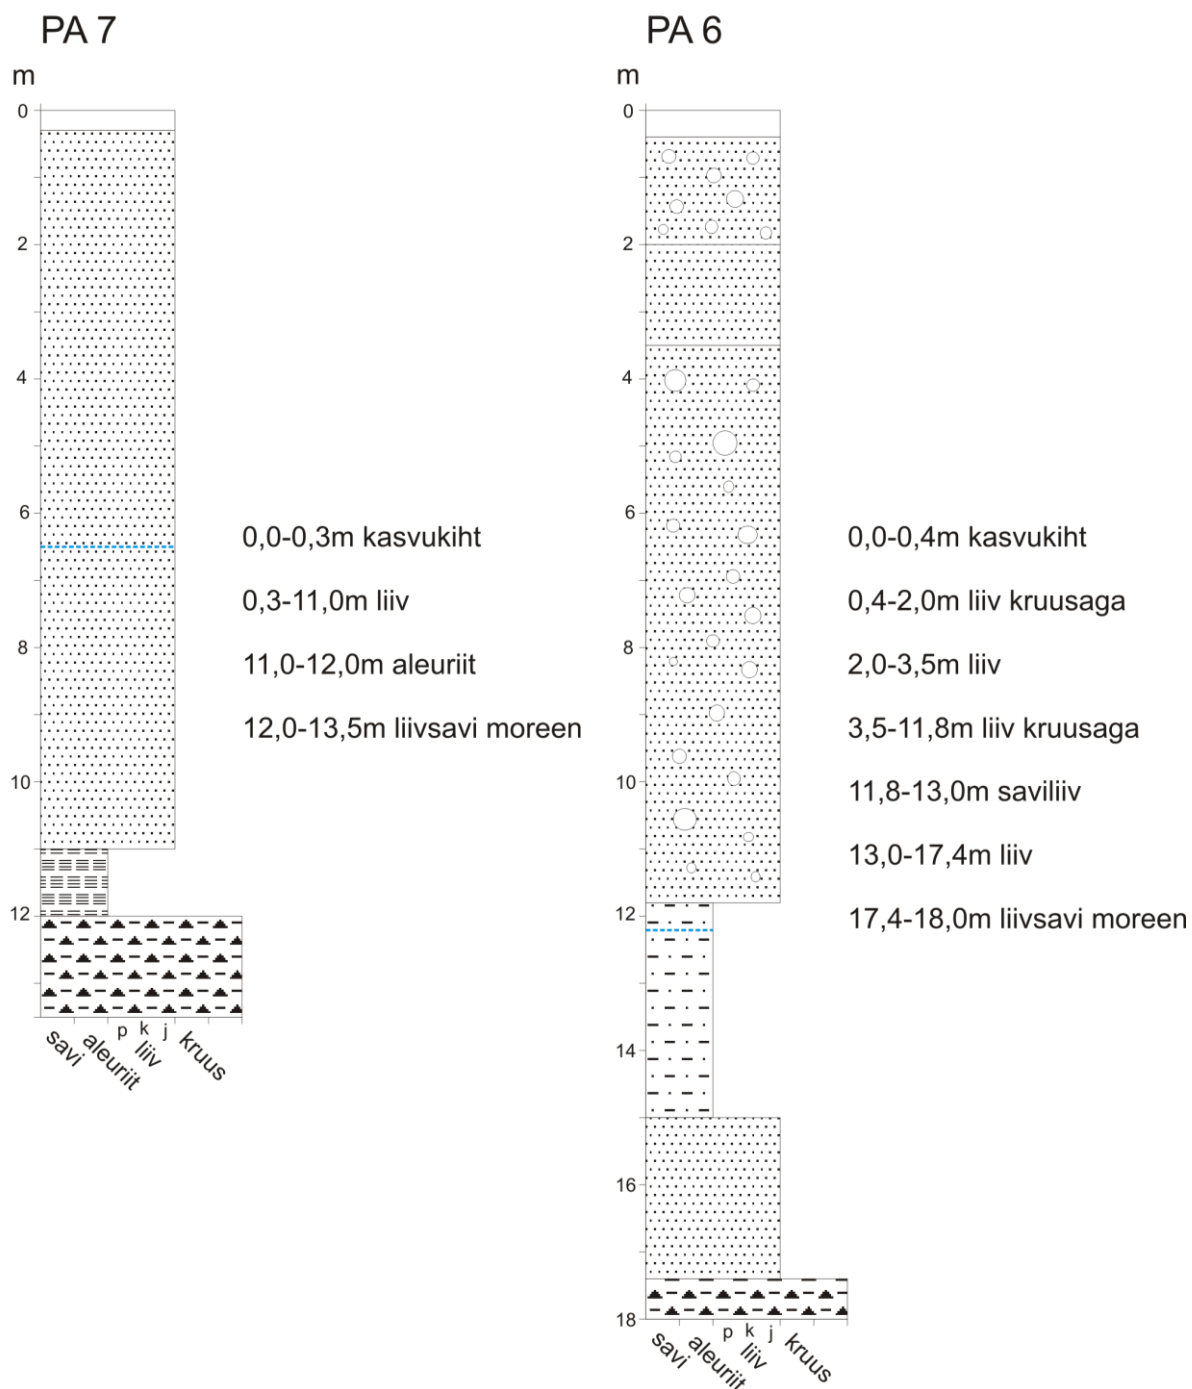 PA 7
m
0
2
4
6
8
10
12
0,0-0,3m kasvukiht
0,3-11,0m liiv
11,0-12,0m aleuriit
12,0-13,5m liivsavi moreen
savi
aleuriit
p k j
liiv
kruus
PA 6
m
0
2
4
6
8
10
12
14
16
18
0,0-0,4m kasvukiht
0,4-2,0m liiv kruusaga
2,0-3,5m liiv
3,5-11,8m liiv kruusaga
11,8-13,0m saviliiv
13,0-17,4m liiv
17,4-18,0m liivsavi moreen
savi
aleuriit
p k j
liiv
kruus